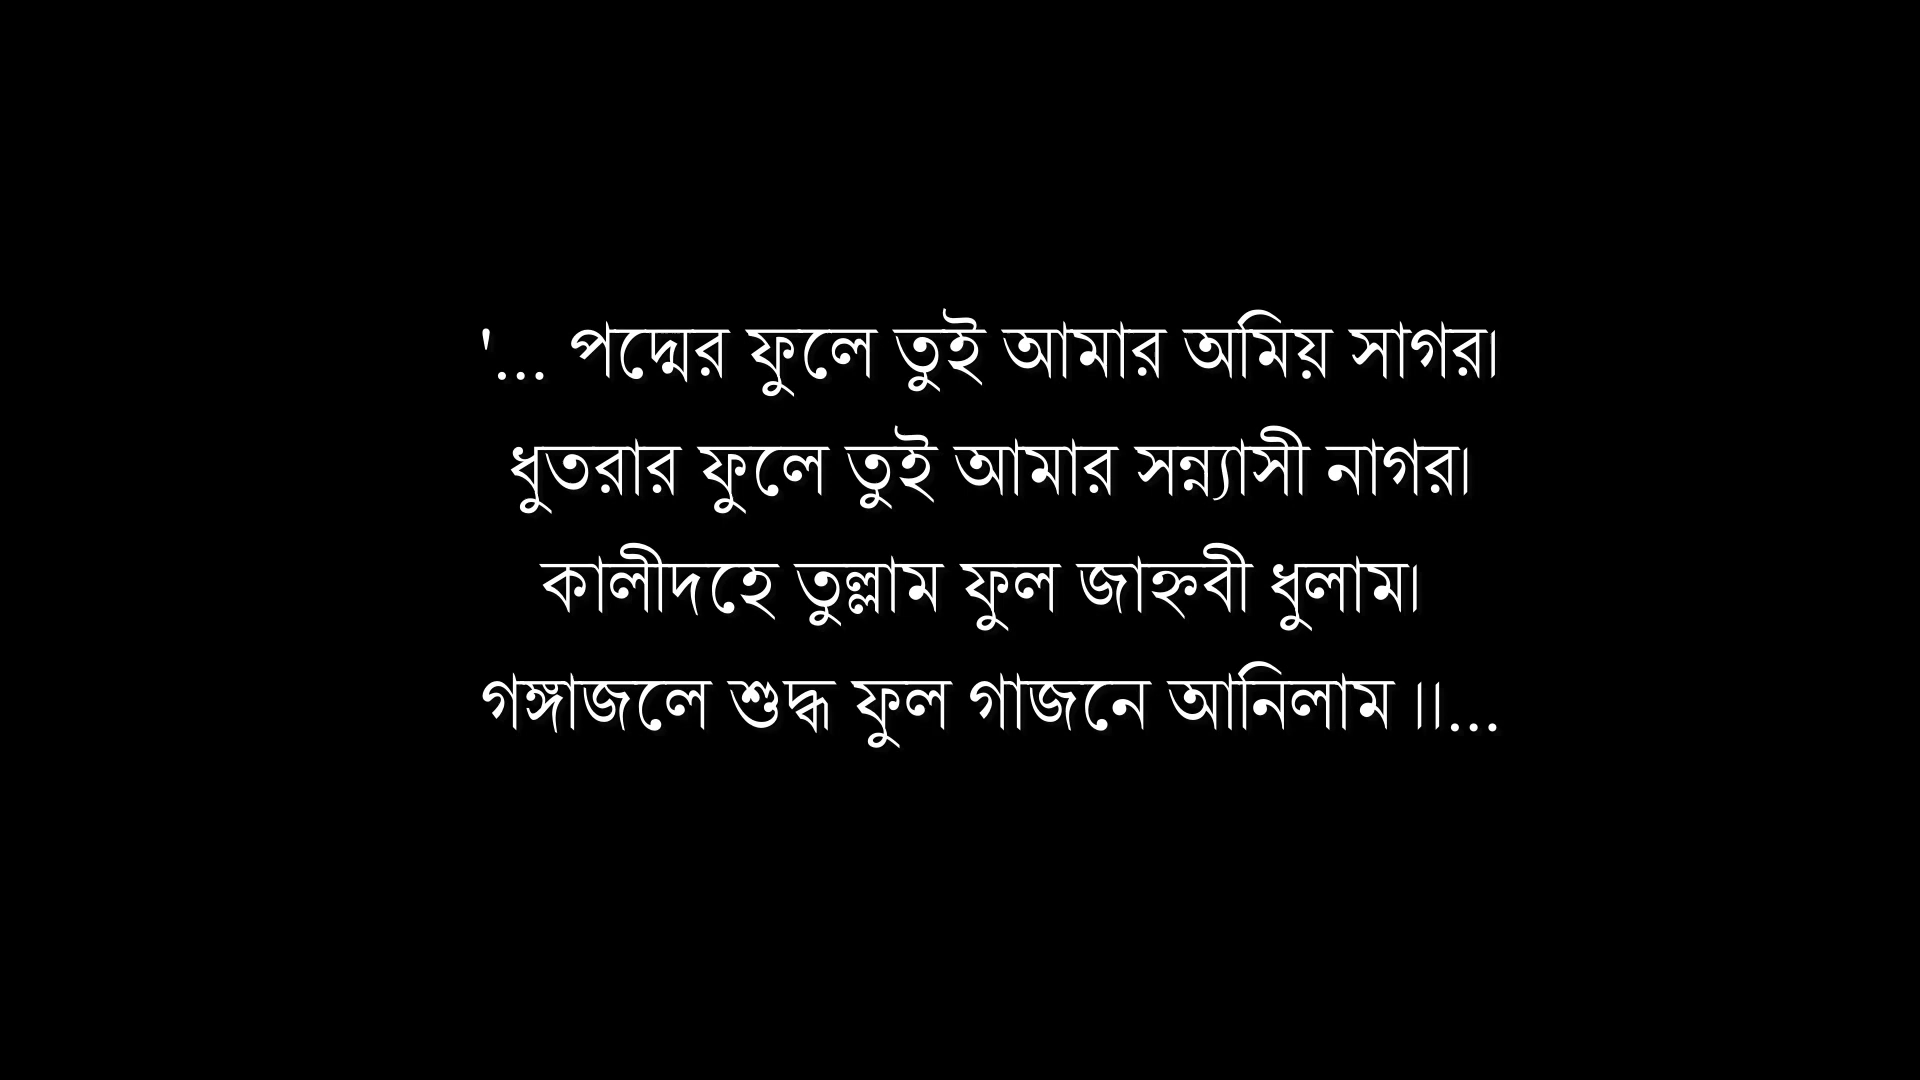 '... পদ্মের ফুলে তুই আমার অমিয় সাগর।
ধুতরার ফুলে তুই আমার সন্ন্যাসী নাগর।
কালীদহে তুল্লাম ফুল জাহ্নবী ধুলাম।
গঙ্গাজলে শুদ্ধ ফুল গাজনে আনিলাম ॥...